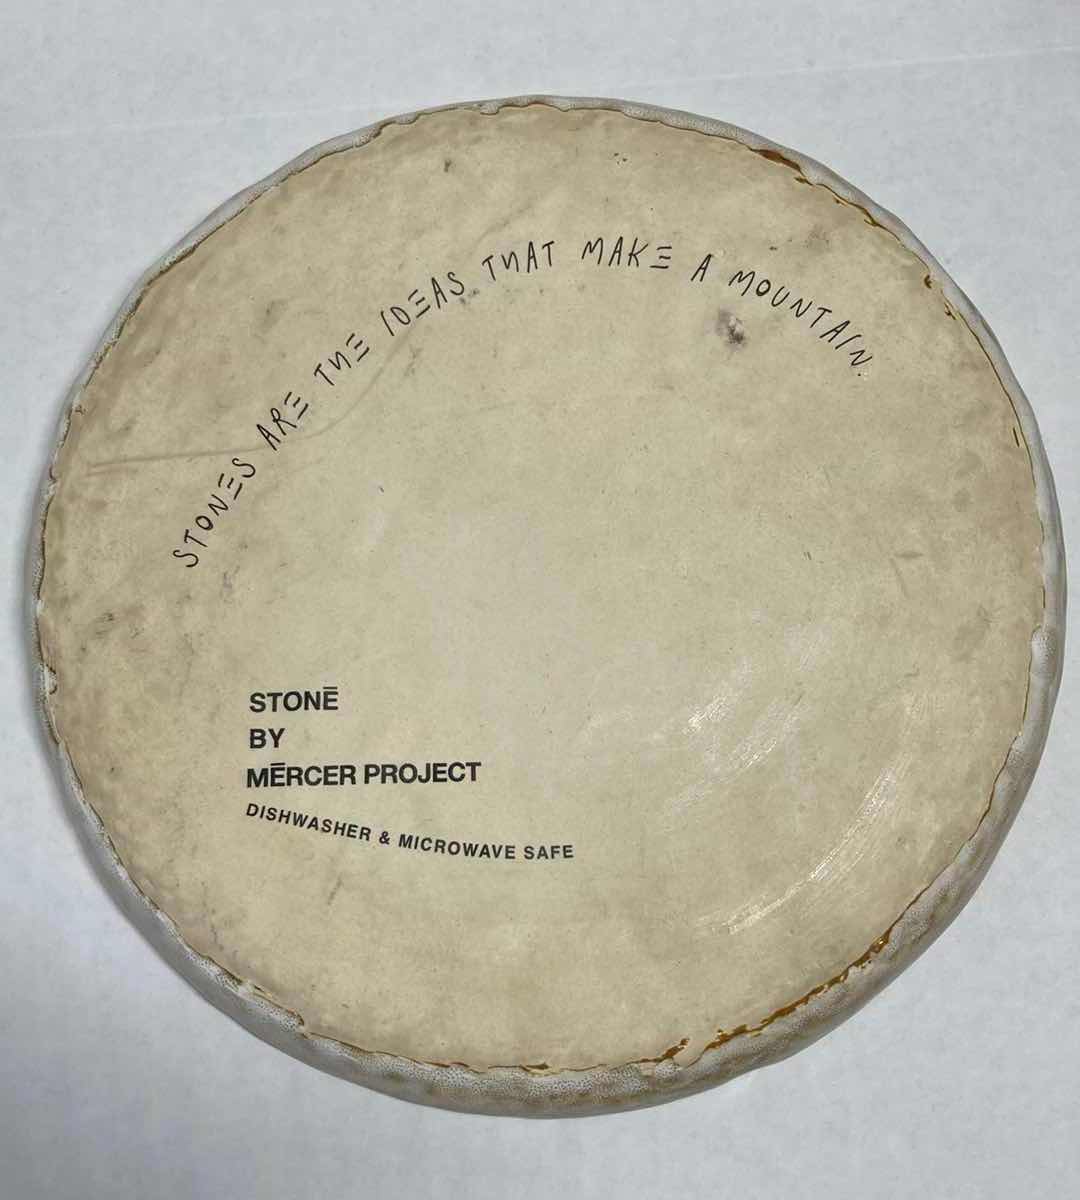 STONES ARE THE IDEAS THAT MAKE A MOUNTAIN.
STONĒ
BY
MĒRCER PROJECT
DISHWASHER & MICROWAVE SAFE